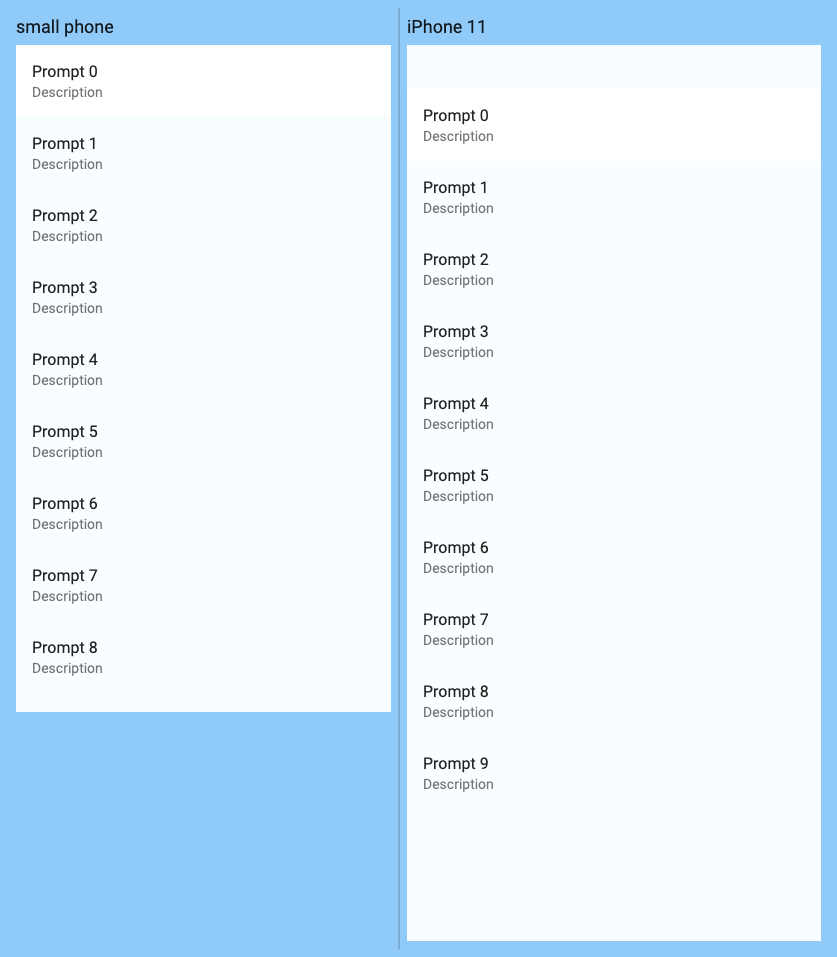 small phone
Prompt 0
Description
Prompt 1
Description
Prompt 2
Description
Prompt 3
Description
Prompt 4
Description
Prompt 5
Description
Prompt 6
Description
Prompt 7
Description
Prompt 8
Description
iPhone 11
Prompt 0
Description
Prompt 1
Description
Prompt 2
Description
Prompt 3
Description
Prompt 4
Description
Prompt 5
Description
Prompt 6
Description
Prompt 7
Description
Prompt 8
Description
Prompt 9
Description